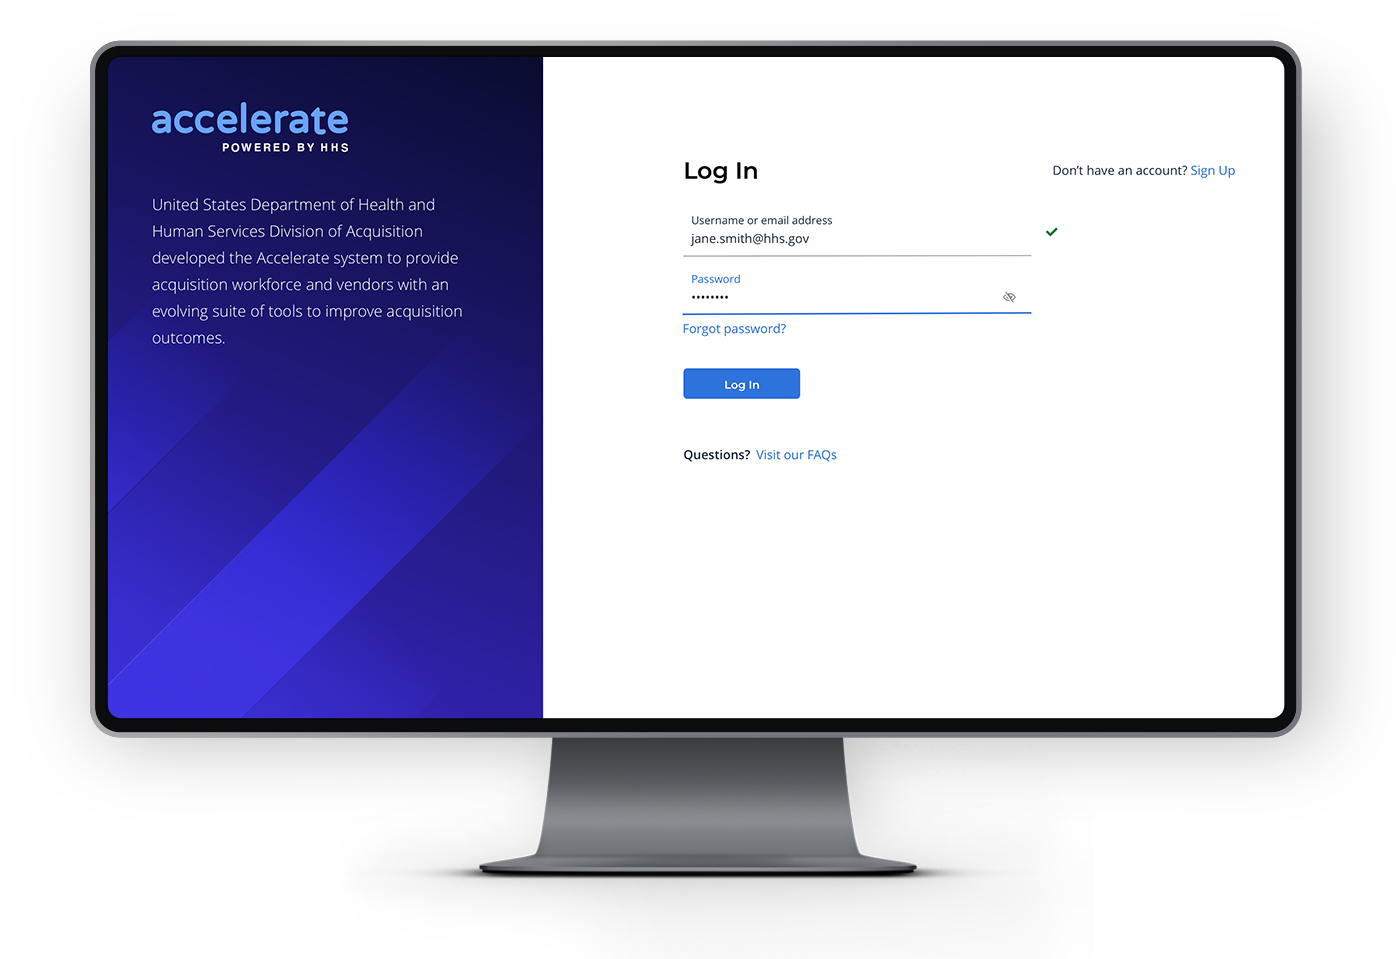 accelerate
POWERED BY HHS
United States Department of Health and
Human Services Division of Acquisition
developed the Accelerate system to provide
acquisition workforce and vendors with an
evolving suite of tools to improve acquisition
outcomes.
Log In
Don't have an account? Sign Up
Username or email address
jane.smith@hhs.gov
Password
••••••••
Forgot password?
Log In
Questions? Visit our FAQs